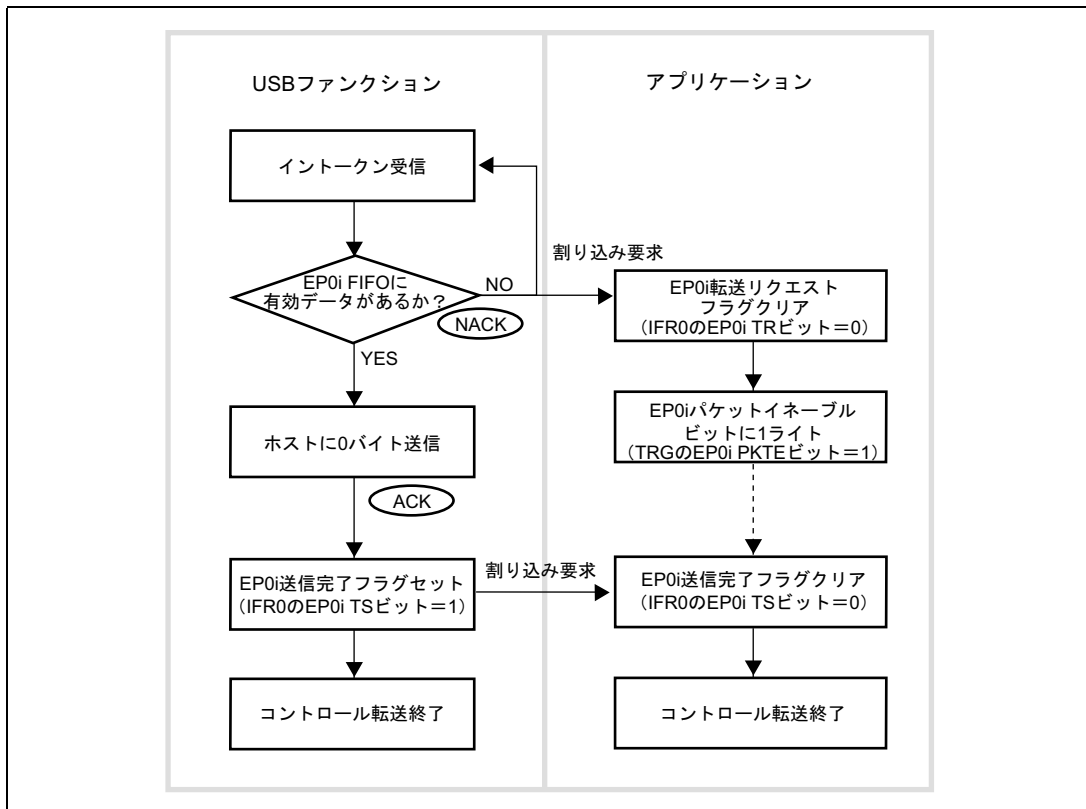 USBファンクション
アプリケーション
イントークン受信
EP0i FIFOに
有効データがあるか？
NO
NACK
YES
割り込み要求
EP0i転送リクエスト
フラグクリア
（IFR0のEP0i TRビット＝0）
EP0iパケットイネーブル
ビットに1ライト
（TRGのEP0i PKTEビット＝1）
ホストに0バイト送信
ACK
EP0i送信完了フラグセット
（IFR0のEP0i TSビット＝1）
割り込み要求
EP0i送信完了フラグクリア
（IFR0のEP0i TSビット＝0）
コントロール転送終了
コントロール転送終了